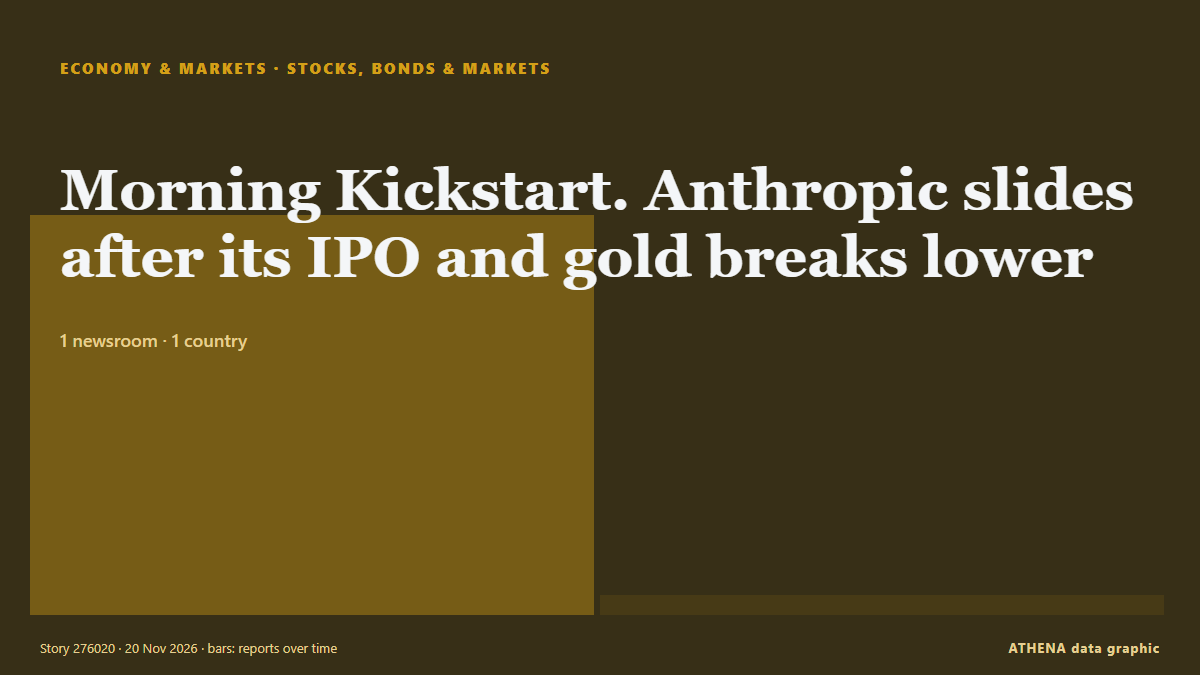 ECONOMY & MARKETS · STOCKS, BONDS & MARKETS
Morning Kickstart. Anthropic slides
after its IPO and gold breaks lower
1 newsroom · 1 country
Story 276020 · 20 Nov 2026 · bars: reports over time
ATHENA data graphic